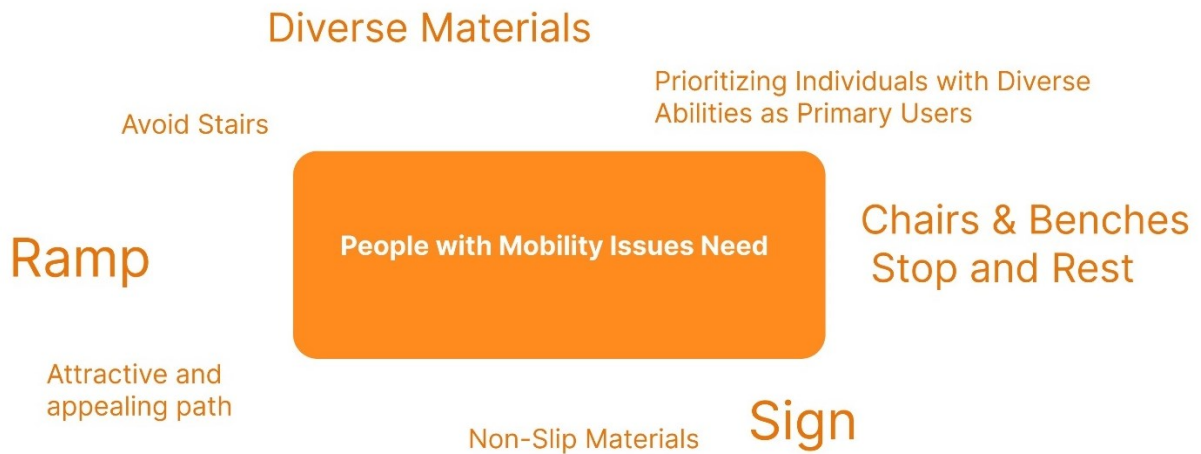 Diverse Materials
Prioritizing Individuals with Diverse
Abilities as Primary Users
Avoid Stairs
People with Mobility Issues Need
Chairs & Benches
Stop and Rest
Ramp
Attractive and
appealing path
Non-Slip Materials
Sign